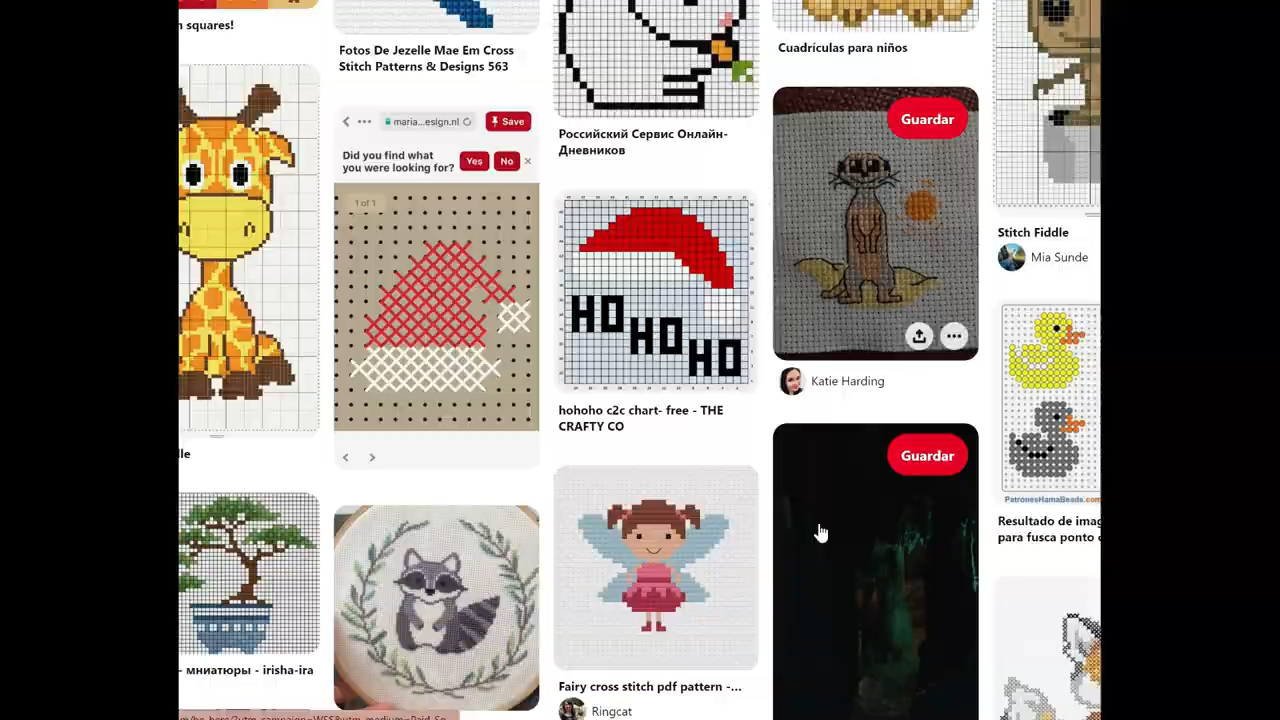 n squares!
lle
- мниатюры - irisha-ira
Fotos De Jezelle Mae Em Cross
Stitch Patterns & Designs 563
maria...esign.nl
Save
Did you find what
you were looking for?
Yes
No
1 of 1
Российский Сервис Онлайн-
Дневников
HO
HO
HO
hohoho c2c chart- free - THE
CRAFTY CO
Fairy cross stitch pdf pattern -...
Ringcat
Cuadrículas para niños
Guardar
Katie Harding
Guardar
Stitch Fiddle
Mia Sunde
PatronesHamaBeads.com
Resultado de imag
para fusca ponto c